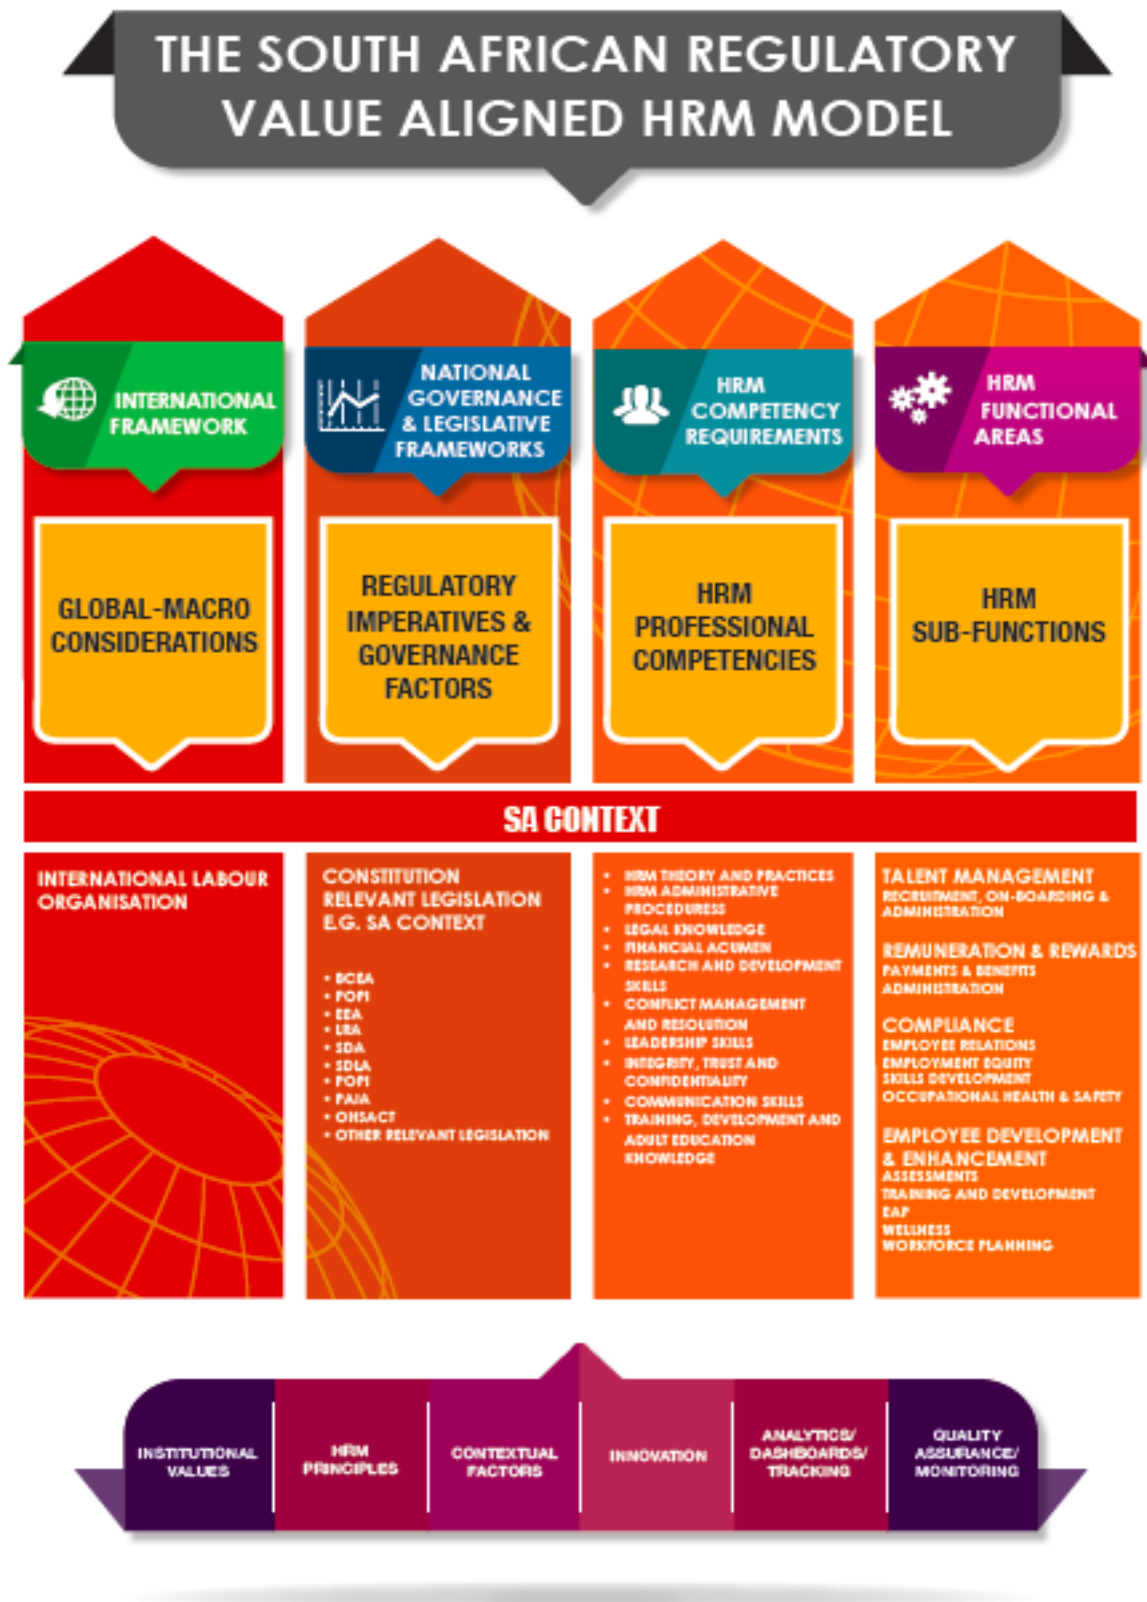 THE SOUTH AFRICAN REGULATORY
VALUE ALIGNED HRM MODEL
INTERNATIONAL
FRAMEWORK
NATIONAL
GOVERNANCE
& LEGISLATIVE
FRAMEWORKS
HRM
COMPETENCY
REQUIREMENTS
HRM
FUNCTIONAL
AREAS
GLOBAL-MACRO
CONSIDERATIONS
REGULATORY
IMPERATIVES &
GOVERNANCE
FACTORS
HRM
PROFESSIONAL
COMPETENCIES
HRM
SUB-FUNCTIONS
SA CONTEXT
INTERNATIONAL LABOUR
ORGANISATION
CONSTITUTION
RELEVANT LEGISLATION
E.G. SA CONTEXT
• BCEA
• POPI
• EEA
• LRA
• SDA
• SDLA
• POPI
• PAIA
• OHSACT
• OTHER RELEVANT LEGISLATION
• HRM THEORY AND PRACTICES
• HRM ADMINISTRATIVE
PROCEDURESS
• LEGAL KNOWLEDGE
• FINANCIAL ACUMEN
• RESEARCH AND DEVELOPMENT
SKILLS
• CONFLICT MANAGEMENT
AND RESOLUTION
• LEADERSHIP SKILLS
• INTEGRITY, TRUST AND
CONFIDENTIALITY
• COMMUNICATION SKILLS
• TRAINING, DEVELOPMENT AND
ADULT EDUCATION
KNOWLEDGE
TALENT MANAGEMENT
RECRUITMENT, ON-BOARDING &
ADMINISTRATION
REMUNERATION & REWARDS
PAYMENTS & BENEFITS
ADMINISTRATION
COMPLIANCE
EMPLOYEE RELATIONS
EMPLOYMENT EQUITY
SKILLS DEVELOPMENT
OCCUPATIONAL HEALTH & SAFETY
EMPLOYEE DEVELOPMENT
& ENHANCEMENT
ASSESSMENTS
TRAINING AND DEVELOPMENT
EAP
WELLNESS
WORKFORCE PLANNING
INSTITUTIONAL
VALUES
HRM
PRINCIPLES
CONTEXTUAL
FACTORS
INNOVATION
ANALYTICS/
DASHBOARDS/
TRACKING
QUALITY
ASSURANCE/
MONITORING